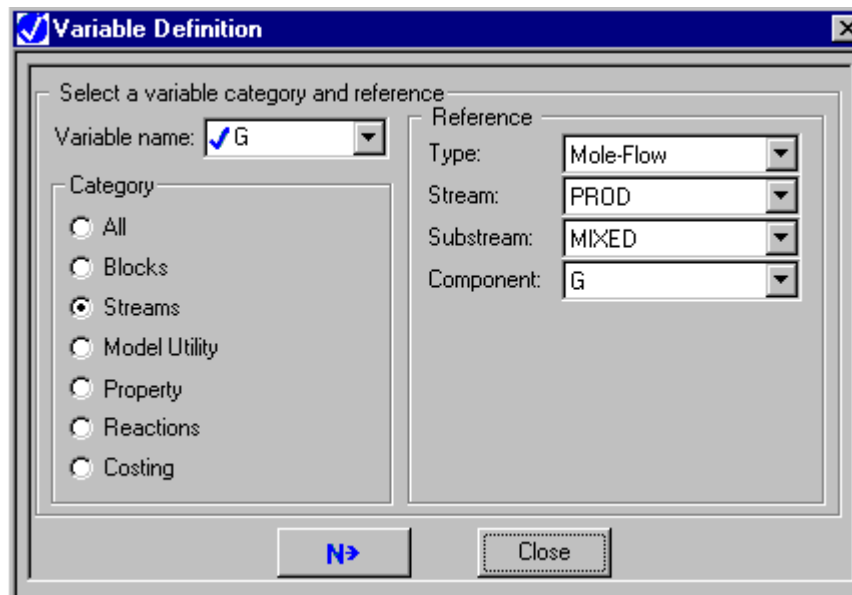 Variable Definition
Select a variable category and reference
Variable name: G
Category
All
Blocks
Streams
Model Utility
Property
Reactions
Costing
Reference
Type: Mole-Flow
Stream: PROD
Substream: MIXED
Component: G
N
Close